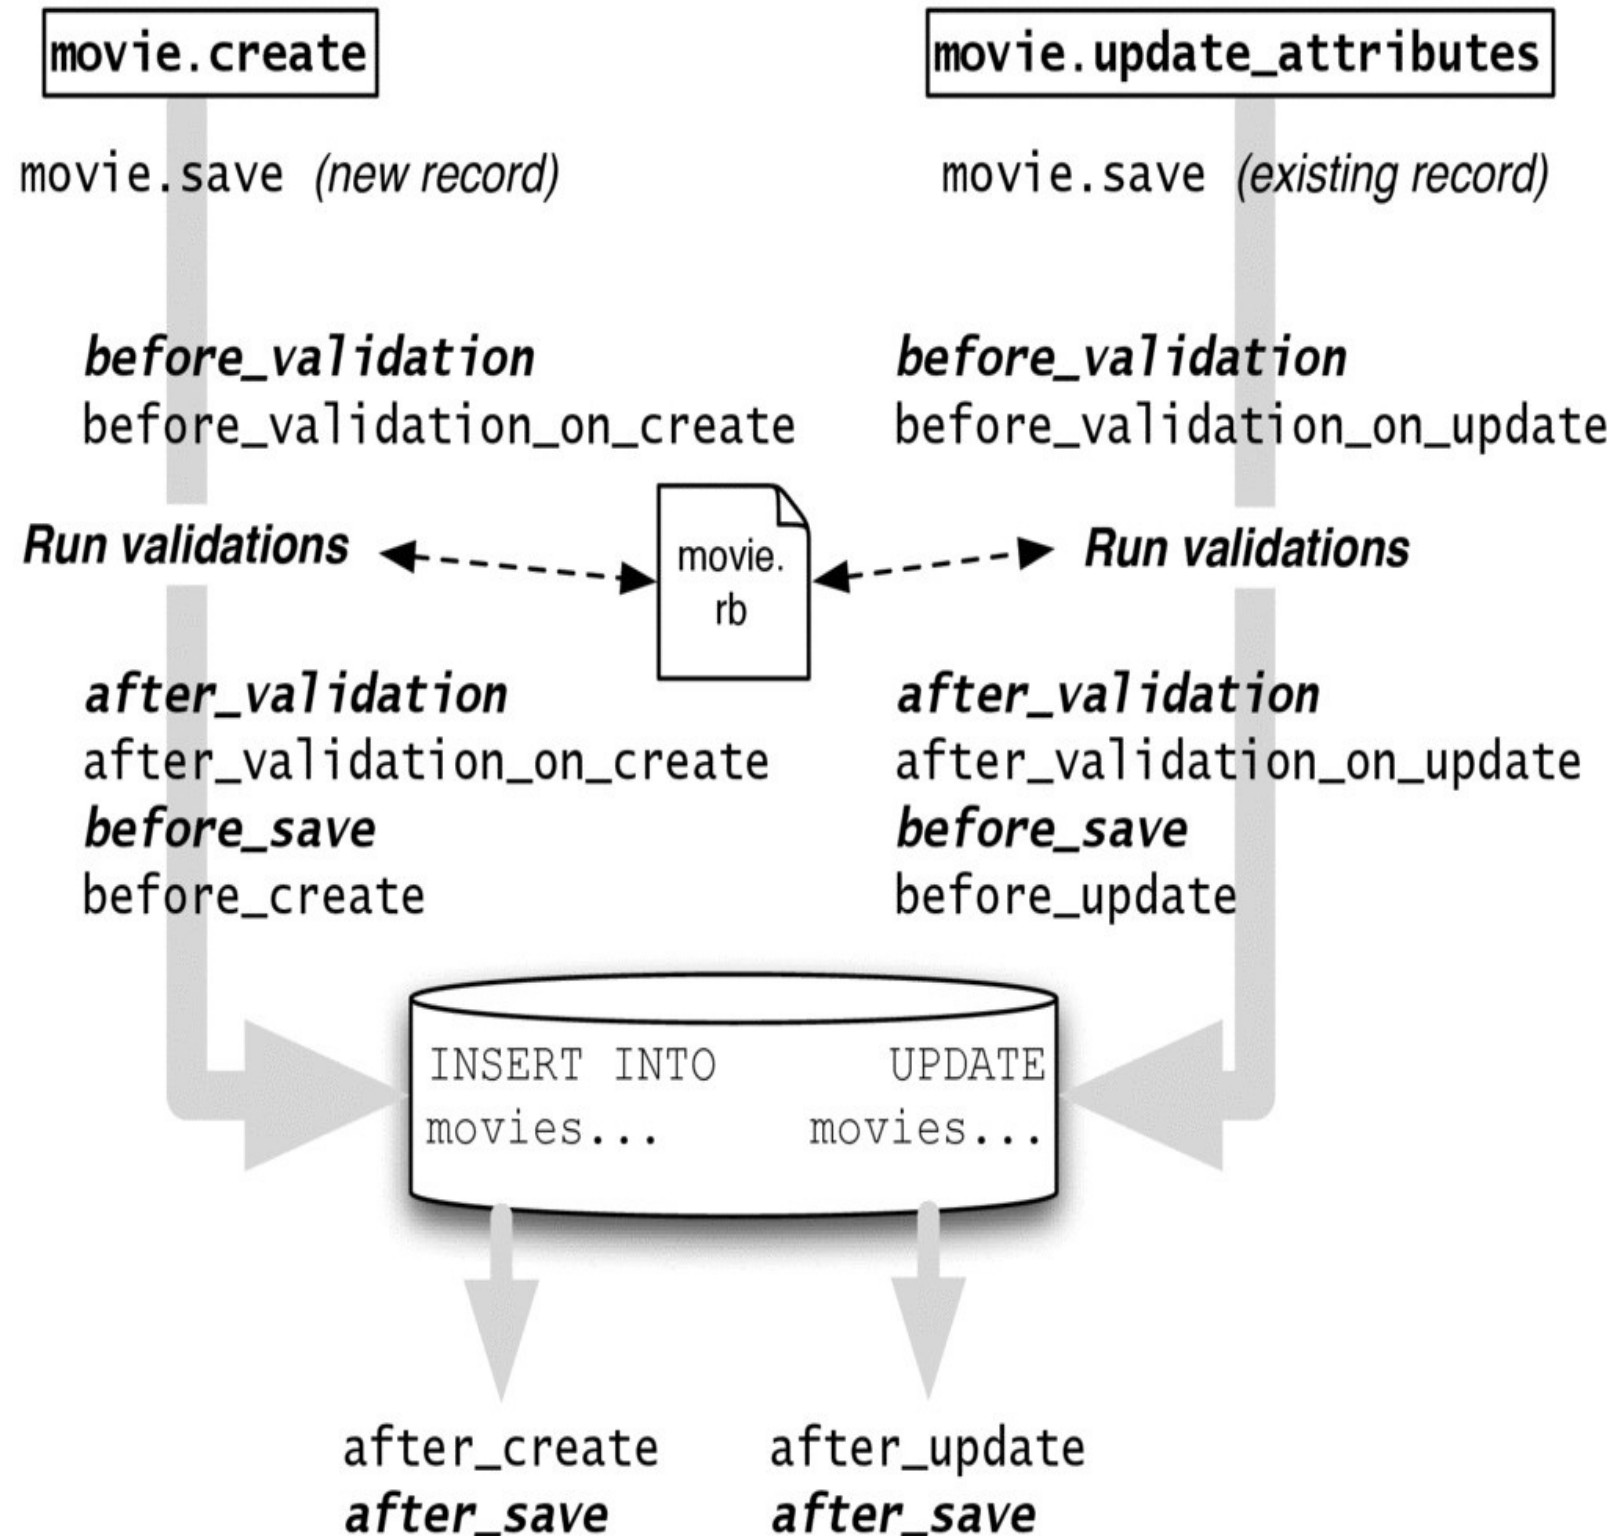 movie.create
movie.save (new record)
before_validation
before_validation_on_create
Run validations
after_validation
after_validation_on_create
before_save
before_create
movie.update_attributes
movie.save (existing record)
before_validation
before_validation_on_update
Run validations
after_validation
after_validation_on_update
before_save
before_update
movie.
rb
INSERT INTO
movies...
UPDATE
movies...
after_create
after_save
after_update
after_save